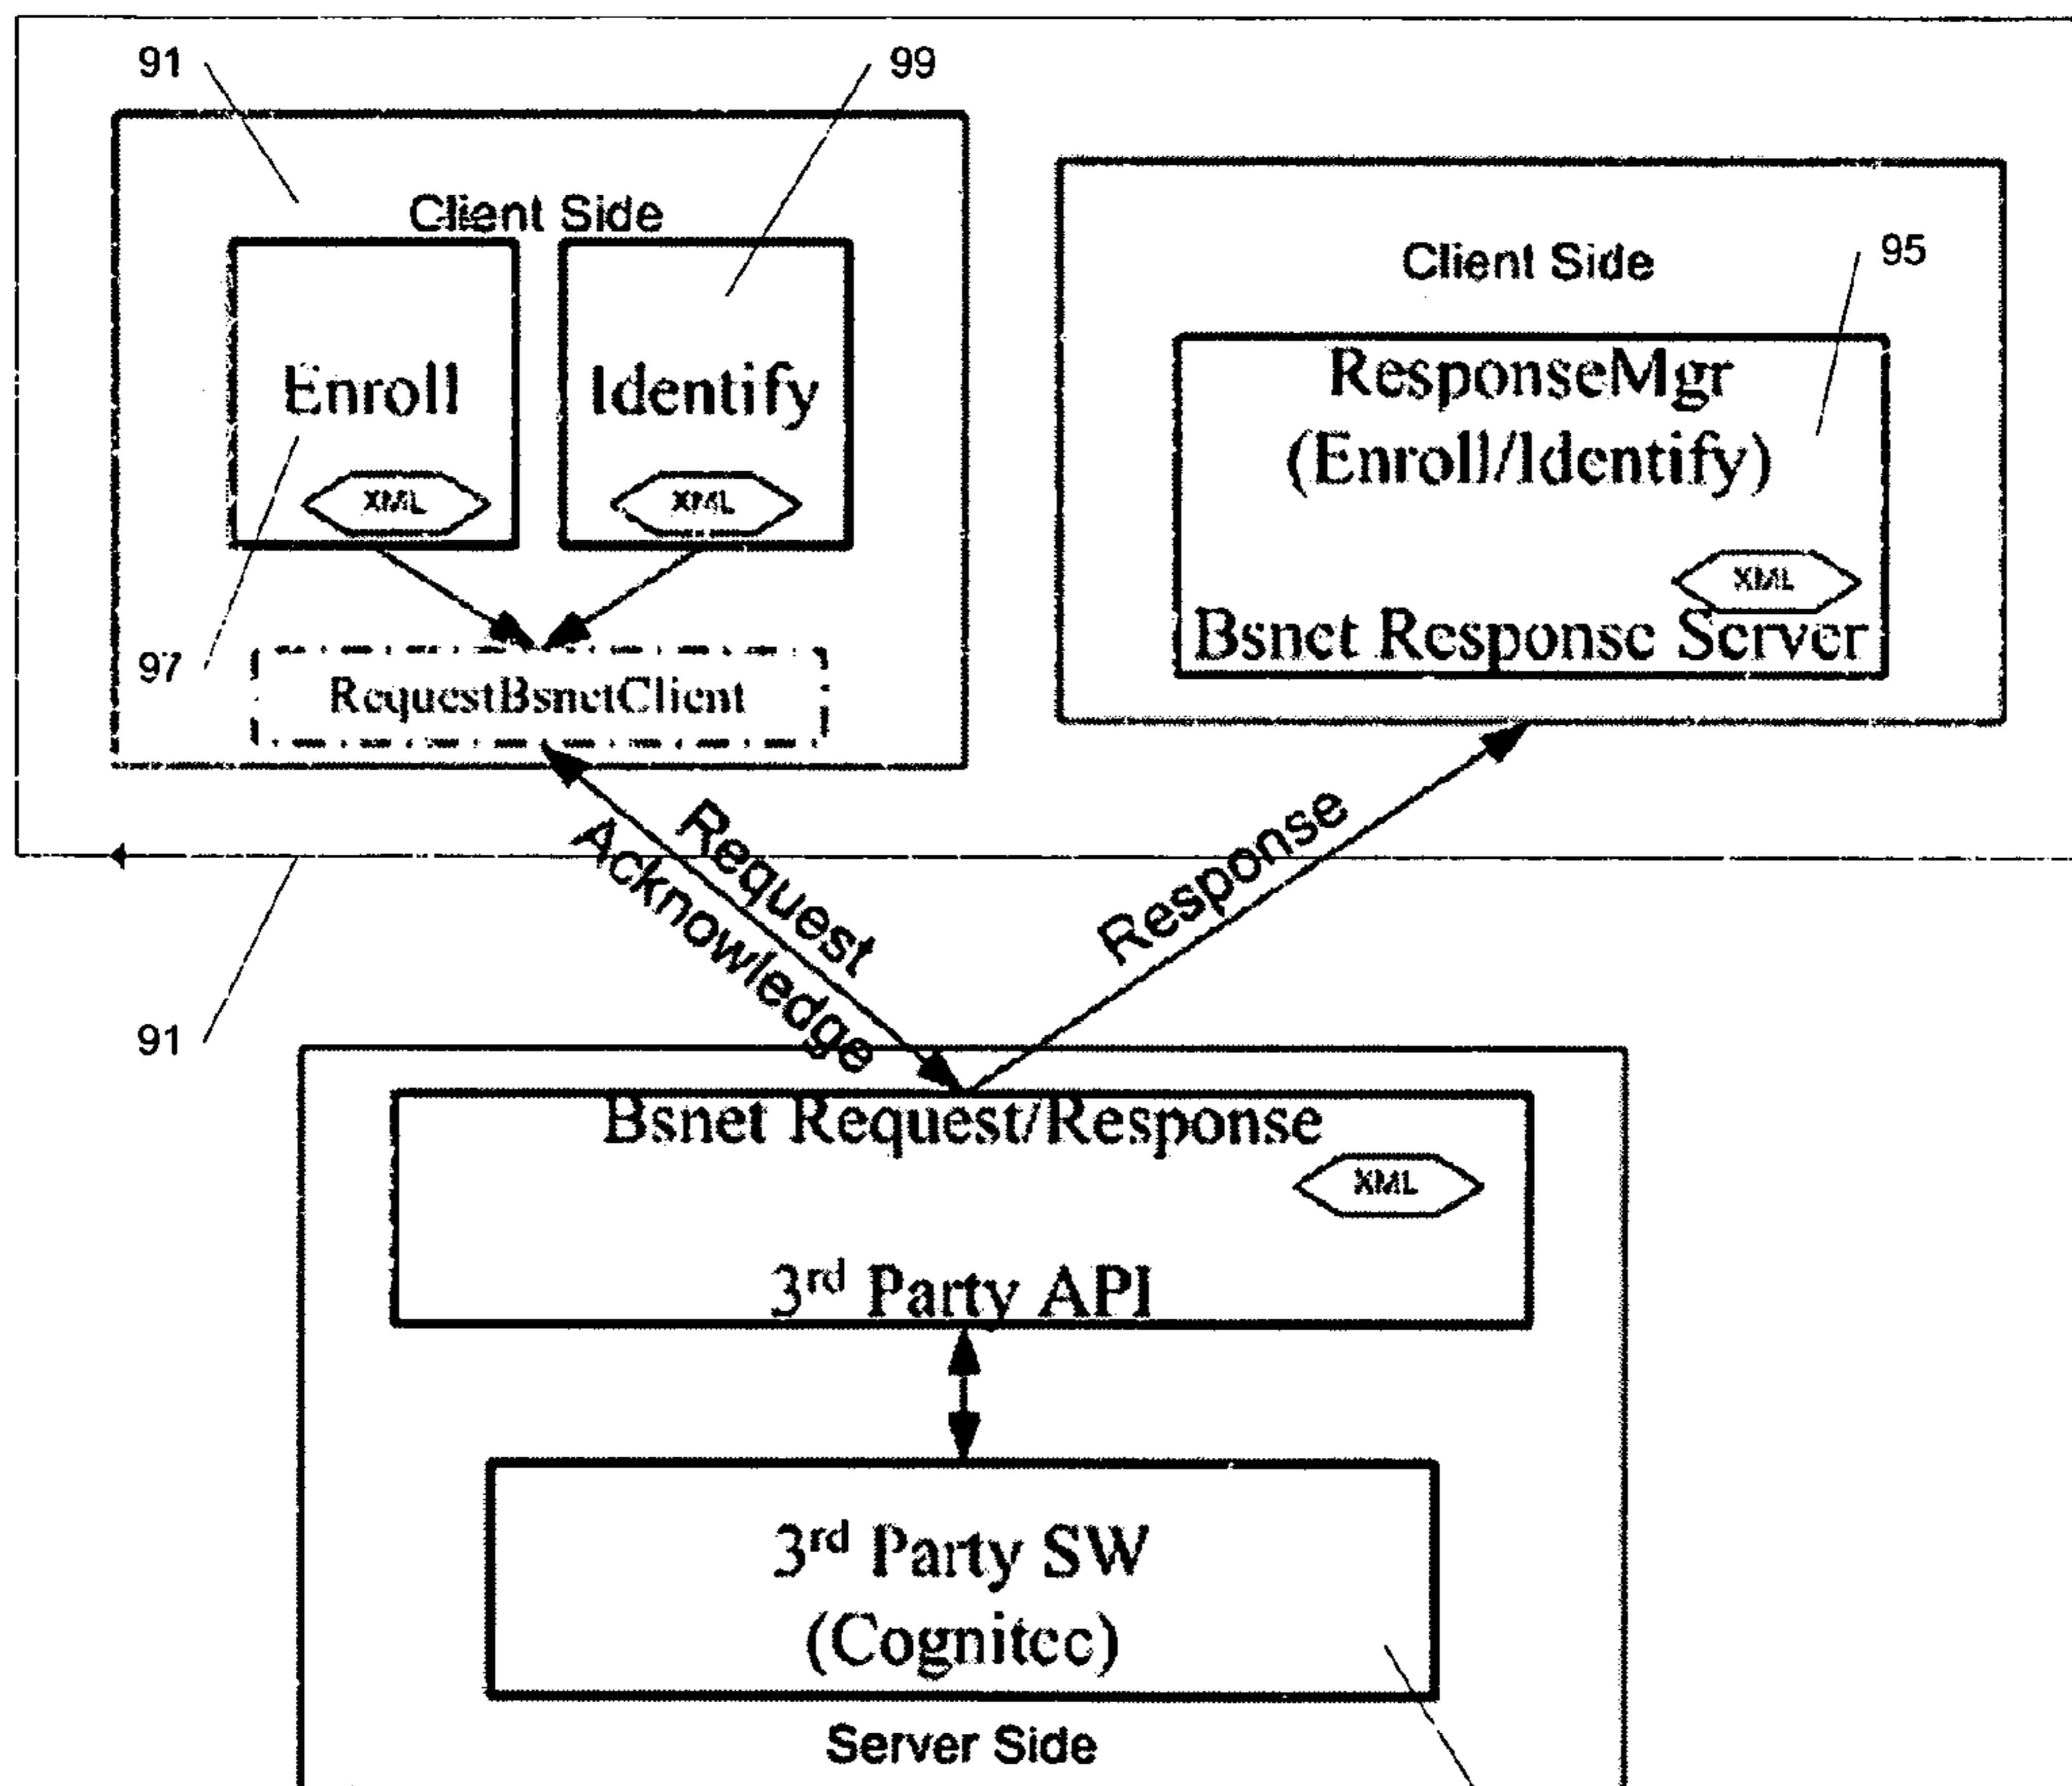 91
99
Client Side
Enroll
Identify
XML
XML
97
RequestBsnetClient
Client Side
95
ResponseMgr
(Enroll/Identify)
XML
Bsnet Response Server
Request
Acknowledge
Response
91
Bsnet Request/Response
XML
3rd Party API
3rd Party SW
(Cognitec)
Server Side